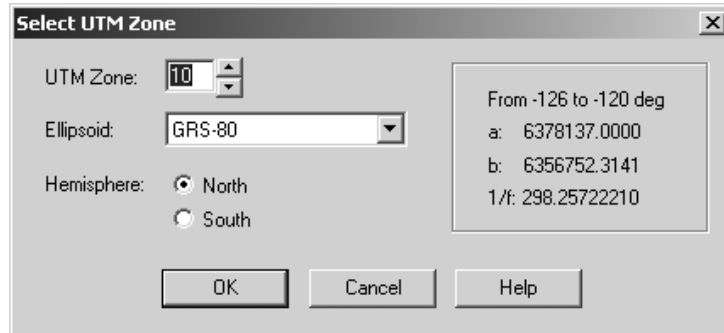 Select UTM Zone
UTM Zone: 10
Ellipsoid: GRS-80
Hemisphere: North
South
From -126 to -120 deg
a: 6378137.0000
b: 6356752.3141
1/f: 298.25722210
OK Cancel Help